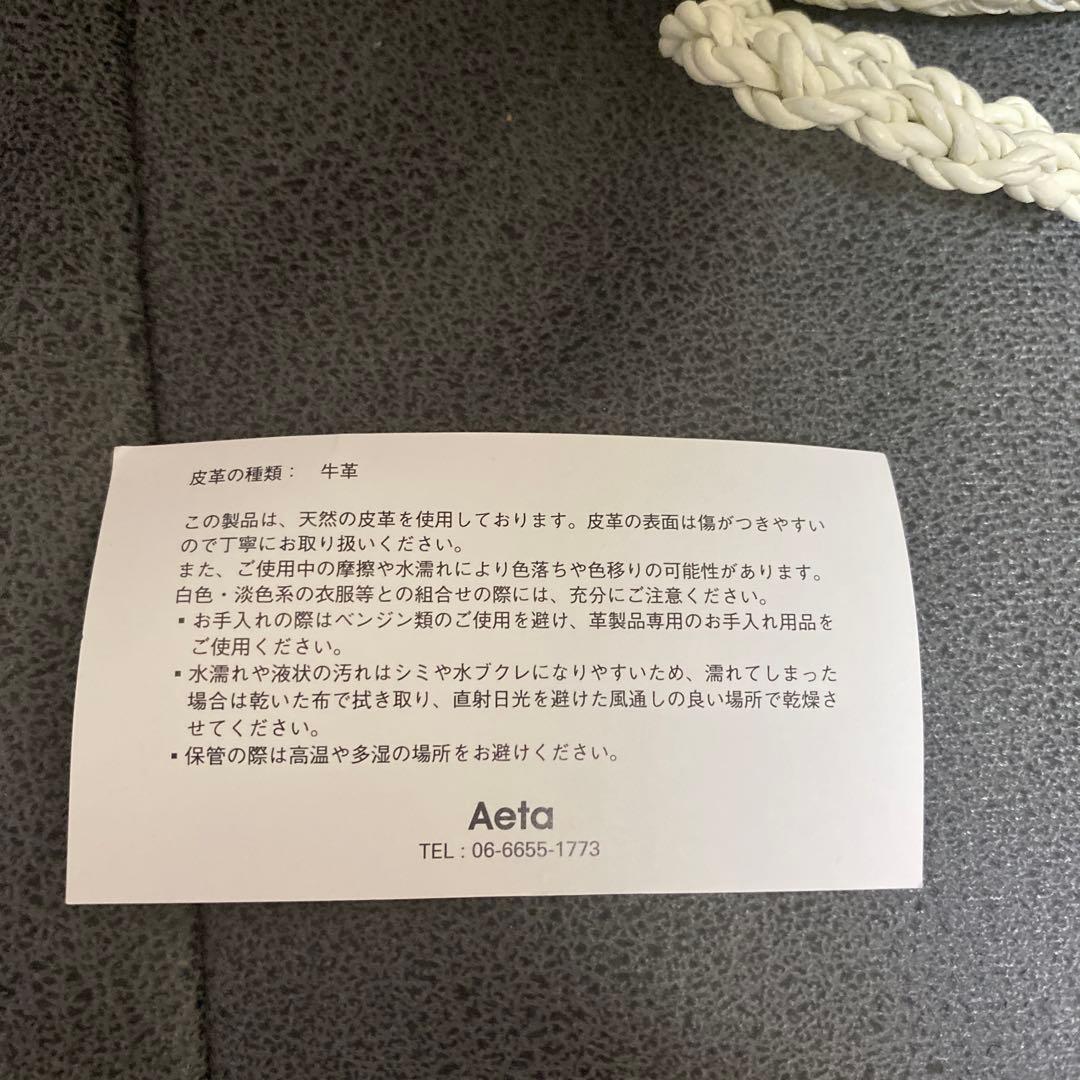 皮革の種類： 牛革
この製品は、天然の皮革を使用しております。皮革の表面は傷がつきやすい
ので丁寧にお取り扱いください。
また、ご使用中の摩擦や水濡れにより色落ちや色移りの可能性があります。
白色・淡色系の衣服等との組合せの際には、充分にご注意ください。
▪お手入れの際はベンジン類のご使用を避け、革製品専用のお手入れ用品を
ご使用ください。
▪水濡れや液状の汚れはシミや水ブクレになりやすいため、濡れてしまった
場合は乾いた布で拭き取り、直射日光を避けた風通しの良い場所で乾燥さ
せてください。
▪保管の際は高温や多湿の場所をお避けください。
Aeta
TEL : 06-6655-1773